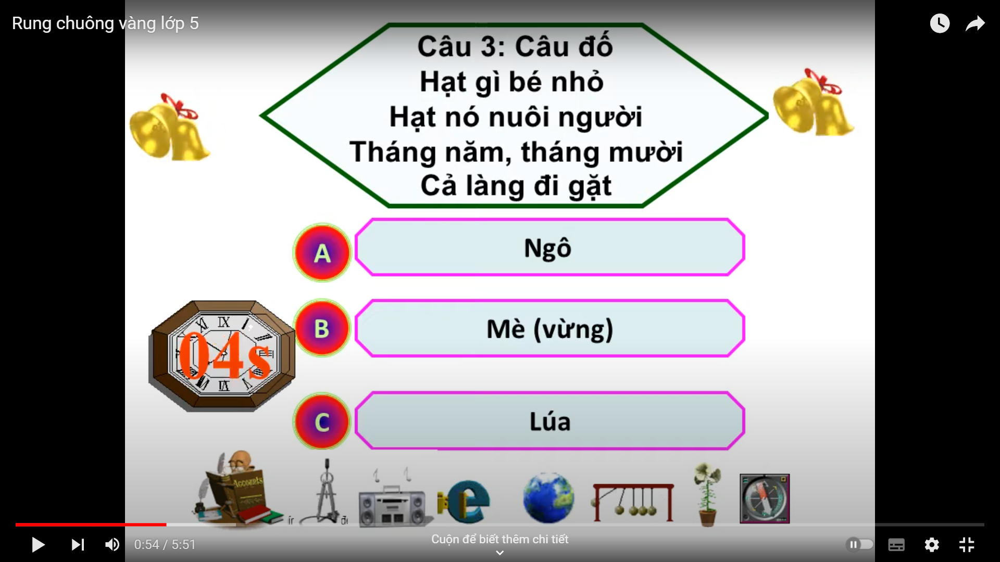 Rung chuông vàng lớp 5
Câu 3: Câu đố
Hạt gì bé nhỏ
Hạt nó nuôi người
Tháng năm, tháng mười
Cả làng đi gặt
A Ngô
B Mè (vừng)
04s
C Lúa
Accounts
0:54 / 5:51
Cuộn để biết thêm chi tiết